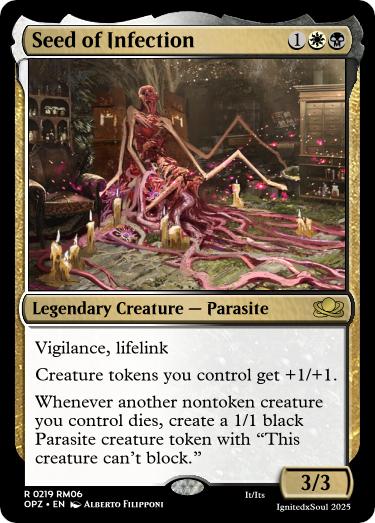 Seed of Infection 1
Legendary Creature — Parasite
Vigilance, lifelink
Creature tokens you control get +1/+1.
Whenever another nontoken creature
you control dies, create a 1/1 black
Parasite creature token with “This
creature can’t block.”
3/3
R 0219 RM06
OPZ • EN Alberto Filipponi
It/Its
IgnitedxSoul 2025